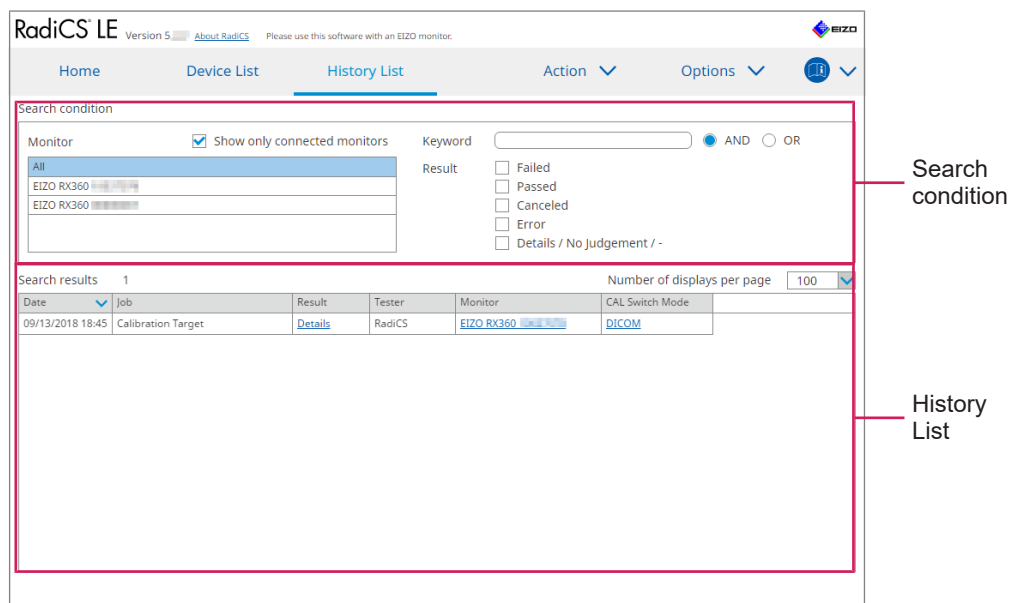 RadiCS® LE Version 5. About RadiCS Please use this software with an EIZO monitor. EIZO
Home Device List History List Action Options
Search condition
Monitor Show only connected monitors Keyword AND OR
All Result Failed
EIZO RX360 Passed
EIZO RX360 Canceled
Error
Details / No Judgement / -
Search condition
Search results 1 Number of displays per page 100
Date Job Result Tester Monitor CAL Switch Mode
09/13/2018 18:45 Calibration Target Details RadiCS EIZO RX360 DICOM
History
List